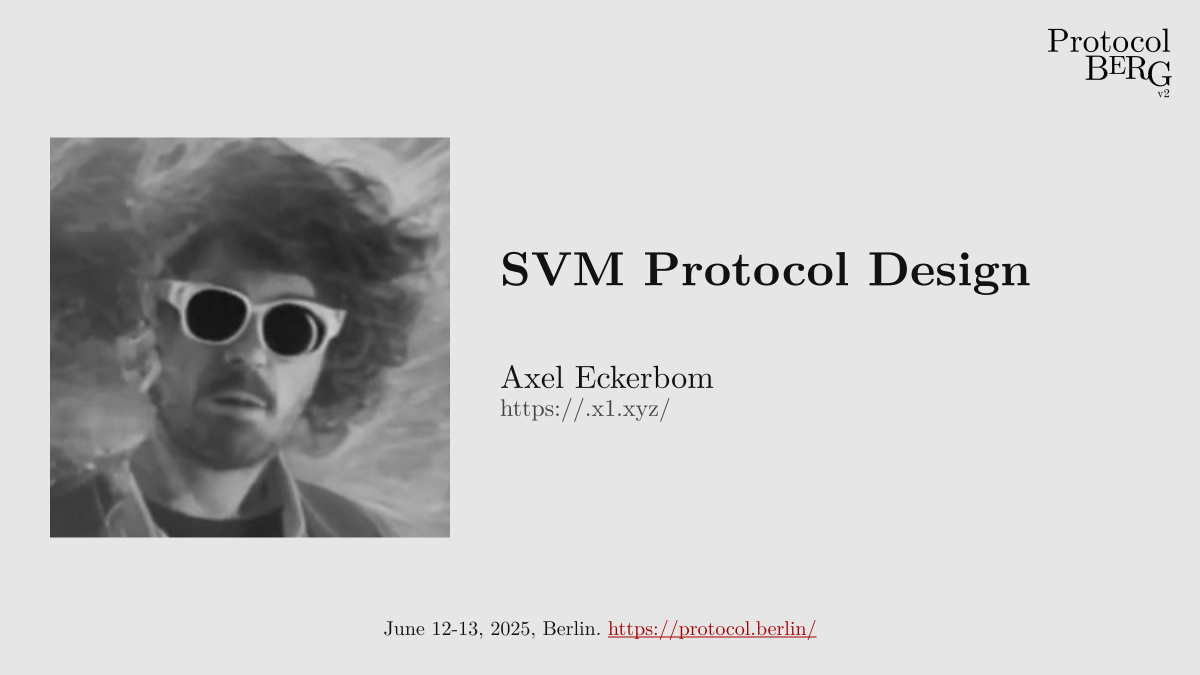 Protocol
BERG
v2
SVM Protocol Design
Axel Eckerbom
https://.x1.xyz/
June 12-13, 2025, Berlin. https://protocol.berlin/